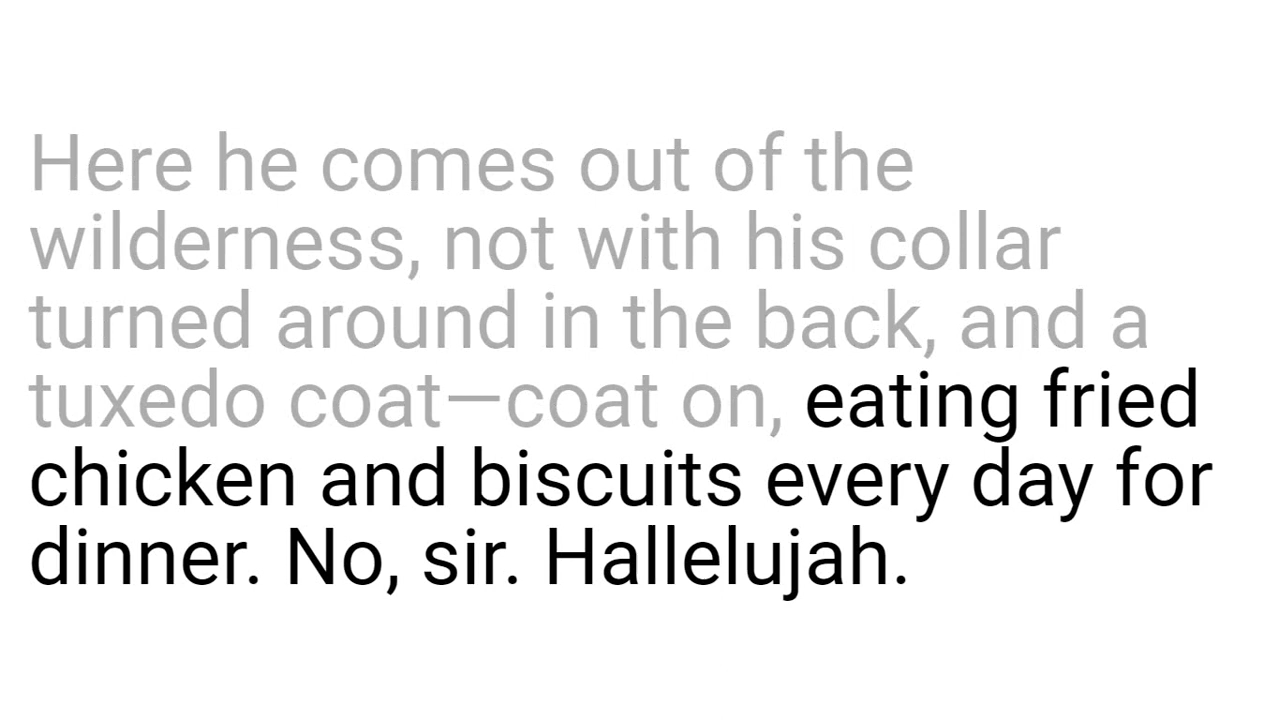 Here he comes out of the
wilderness, not with his collar
turned around in the back, and a
tuxedo coat—coat on, eating fried
chicken and biscuits every day for
dinner. No, sir. Hallelujah.